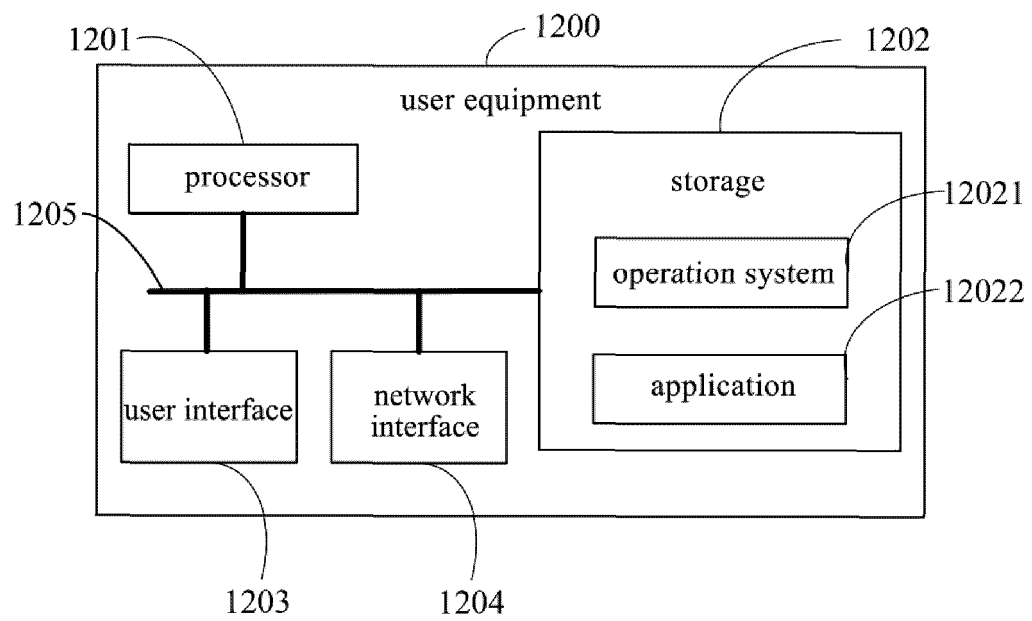 1200
1201
1202
user equipment
processor
storage
12021
1205
operation system
12022
application
user interface
network
interface
1203
1204